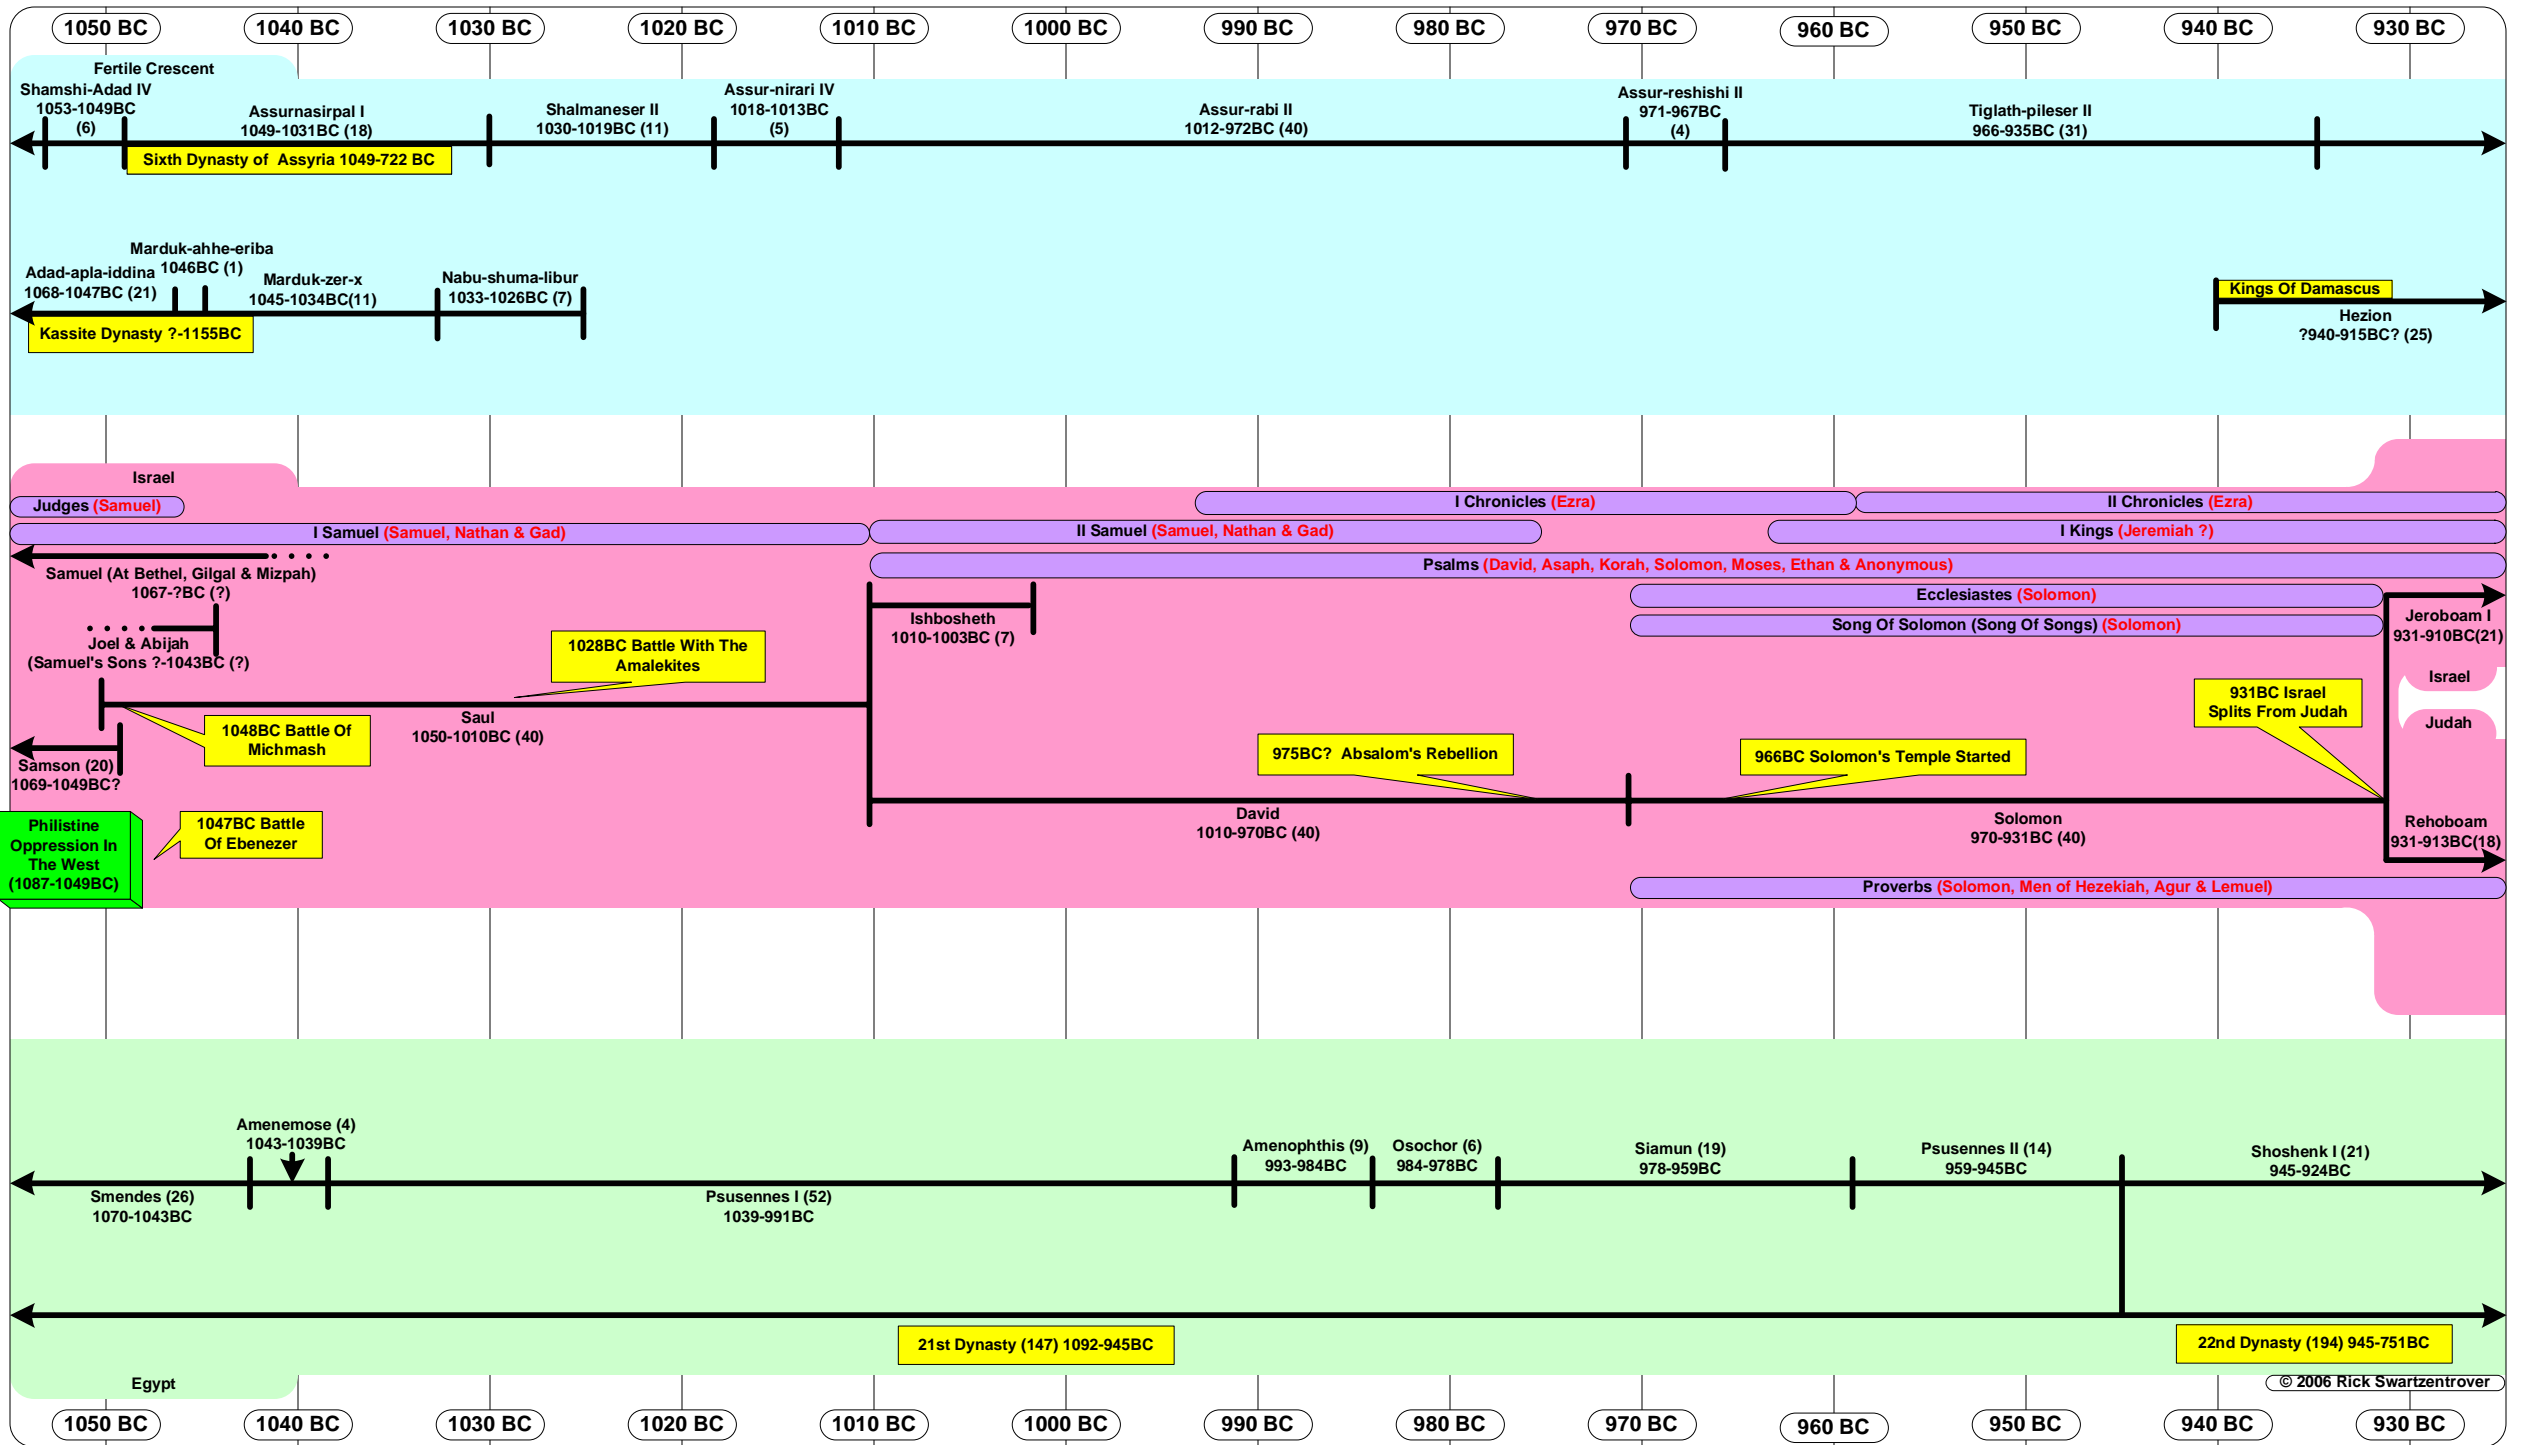 1050 BC 1040 BC 1030 BC 1020 BC 1010 BC 1000 BC 990 BC 980 BC 970 BC 960 BC 950 BC 940 BC 930 BC
Fertile Crescent
Shamshi-Adad IV
1053-1049BC
(6)
Assurnasirpal I
1049-1031BC (18)
Shalmaneser II
1030-1019BC (11)
Assur-nirari IV
1018-1013BC
(5)
Assur-rabi II
1012-972BC (40)
Assur-reshishi II
971-967BC
(4)
Tiglath-pileser II
966-935BC (31)
Sixth Dynasty of  Assyria 1049-722 BC
Adad-apla-iddina
1068-1047BC (21)
Marduk-ahhe-eriba
1046BC (1)
Marduk-zer-x
1045-1034BC(11)
Nabu-shuma-libur
1033-1026BC (7)
Kassite Dynasty ?-1155BC
Kings Of Damascus
Hezion
?940-915BC? (25)
Israel
Judges (Samuel)
I Chronicles (Ezra)
II Chronicles (Ezra)
I Samuel (Samuel, Nathan & Gad)
II Samuel (Samuel, Nathan & Gad)
I Kings (Jeremiah ?)
Samuel (At Bethel, Gilgal & Mizpah)
1067-?BC (?)
Psalms (David, Asaph, Korah, Solomon, Moses, Ethan & Anonymous)
Ecclesiastes (Solomon)
Song Of Solomon (Song Of Songs) (Solomon)
Joel & Abijah
(Samuel's Sons ?-1043BC (?)
Ishbosheth
1010-1003BC (7)
Jeroboam I
931-910BC(21)
1028BC Battle With The
Amalekites
Israel
Judah
931BC Israel
Splits From Judah
Saul
1050-1010BC (40)
1048BC Battle Of
Michmash
Samson (20)
1069-1049BC?
975BC?  Absalom's Rebellion
966BC Solomon's Temple Started
David
1010-970BC (40)
Solomon
970-931BC (40)
Rehoboam
931-913BC(18)
Philistine
Oppression In
The West
(1087-1049BC)
1047BC Battle
Of Ebenezer
Proverbs (Solomon, Men of Hezekiah, Agur & Lemuel)
Smendes (26)
1070-1043BC
Amenemose (4)
1043-1039BC
Psusennes I (52)
1039-991BC
Amenophthis (9)
993-984BC
Osochor (6)
984-978BC
Siamun (19)
978-959BC
Psusennes II (14)
959-945BC
Shoshenk I (21)
945-924BC
21st Dynasty (147) 1092-945BC
22nd Dynasty (194) 945-751BC
Egypt
© 2006 Rick Swartzentrover
1050 BC 1040 BC 1030 BC 1020 BC 1010 BC 1000 BC 990 BC 980 BC 970 BC 960 BC 950 BC 940 BC 930 BC